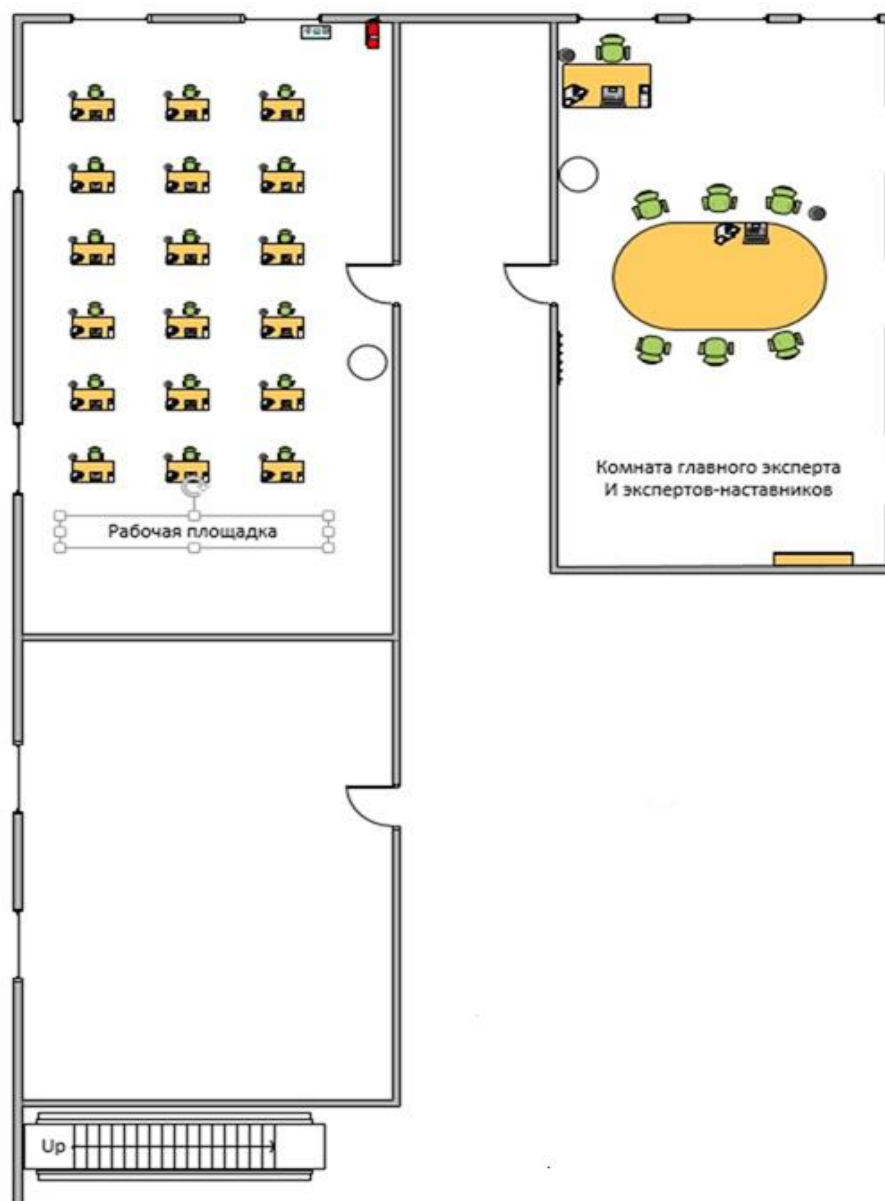 Рабочая площадка
Комната главного эксперта
И экспертов-наставников
Up